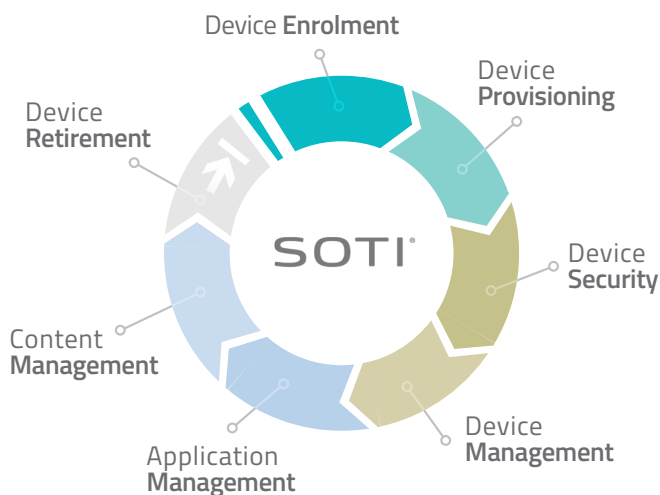 Device Enrolment
Device
Provisioning
Device
Security
Device
Management
Application
Management
Content
Management
Device
Retirement
SOTI®